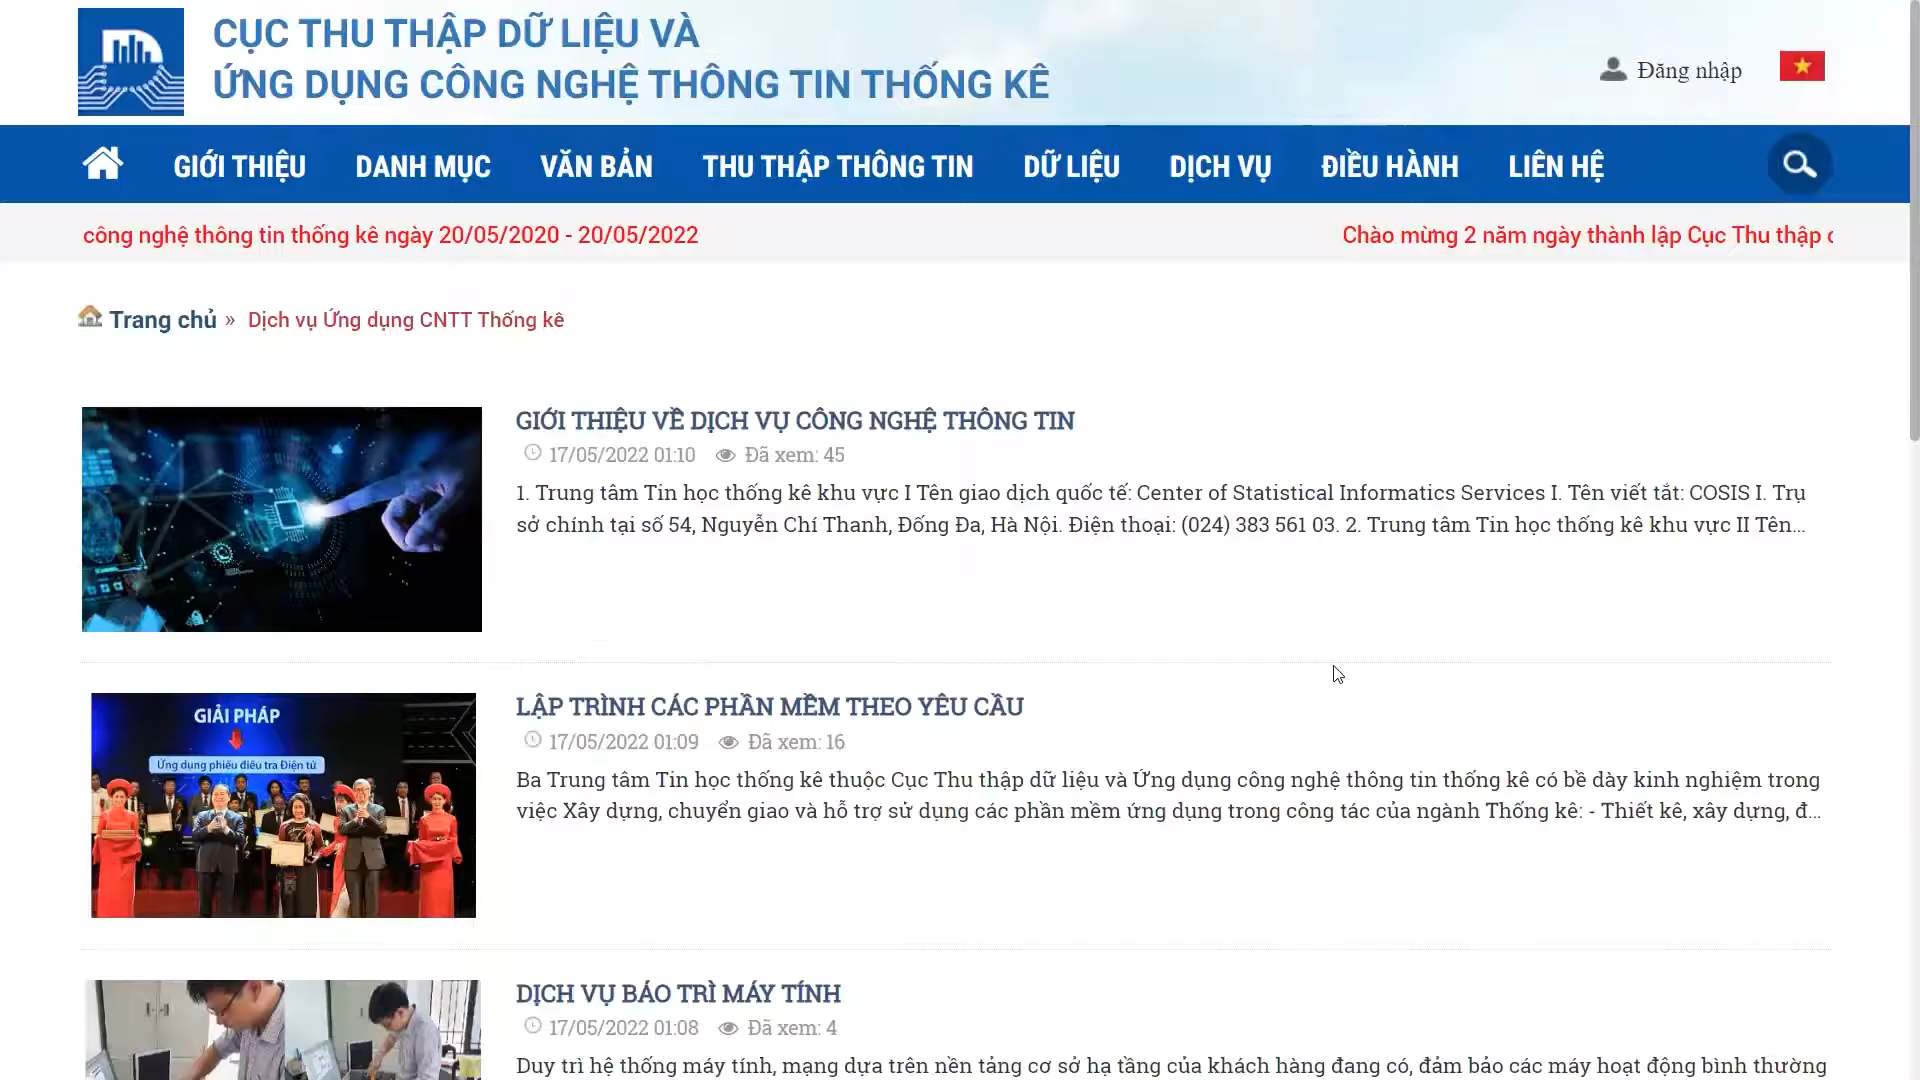 CỤC THU THẬP DỮ LIỆU VÀ
ỨNG DỤNG CÔNG NGHỆ THÔNG TIN THỐNG KÊ
Đăng nhập
GIỚI THIỆU DANH MỤC VĂN BẢN THU THẬP THÔNG TIN DỮ LIỆU DỊCH VỤ ĐIỀU HÀNH LIÊN HỆ
công nghệ thông tin thống kê ngày 20/05/2020 - 20/05/2022 Chào mừng 2 năm ngày thành lập Cục Thu thập
Trang chủ » Dịch vụ Ứng dụng CNTT Thống kê
GIỚI THIỆU VỀ DỊCH VỤ CÔNG NGHỆ THÔNG TIN
17/05/2022 01:10 Đã xem: 45
1. Trung tâm Tin học thống kê khu vực I Tên giao dịch quốc tế: Center of Statistical Informatics Services I. Tên viết tắt: COSIS I. Trụ
sở chính tại số 54, Nguyễn Chí Thanh, Đống Đa, Hà Nội. Điện thoại: (024) 383 561 03. 2. Trung tâm Tin học thống kê khu vực II Tên...
GIẢI PHÁP
Ứng dụng phiếu điều tra Điện tử
LẬP TRÌNH CÁC PHẦN MỀM THEO YÊU CẦU
17/05/2022 01:09 Đã xem: 16
Ba Trung tâm Tin học thống kê thuộc Cục Thu thập dữ liệu và Ứng dụng công nghệ thông tin thống kê có bề dày kinh nghiệm trong
việc Xây dựng, chuyển giao và hỗ trợ sử dụng các phần mềm ứng dụng trong công tác của ngành Thống kê: - Thiết kê, xây dựng, đ...
DỊCH VỤ BẢO TRÌ MÁY TÍNH
17/05/2022 01:08 Đã xem: 4
Duy trì hệ thống máy tính, mạng dựa trên nền tảng cơ sở hạ tầng của khách hàng đang có, đảm bảo các máy hoạt động bình thường